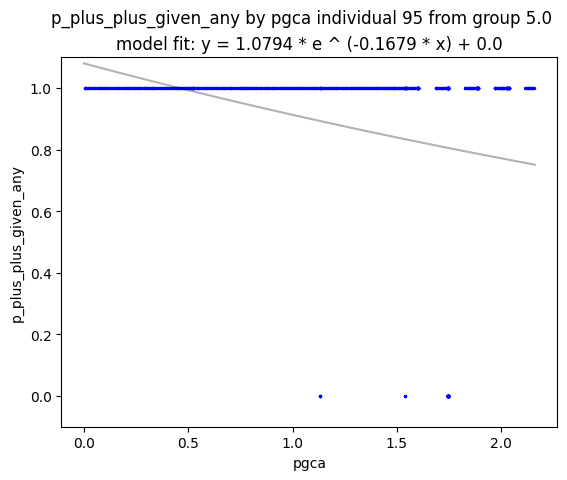 p_plus_plus_given_any by pgca individual 95 from group 5.0
model fit: y = 1.0794 * e ^ (-0.1679 * x) + 0.0
1.0
0.8
0.6
0.4
0.2
0.0
p_plus_plus_given_any
0.0 0.5 1.0 1.5 2.0
pgca